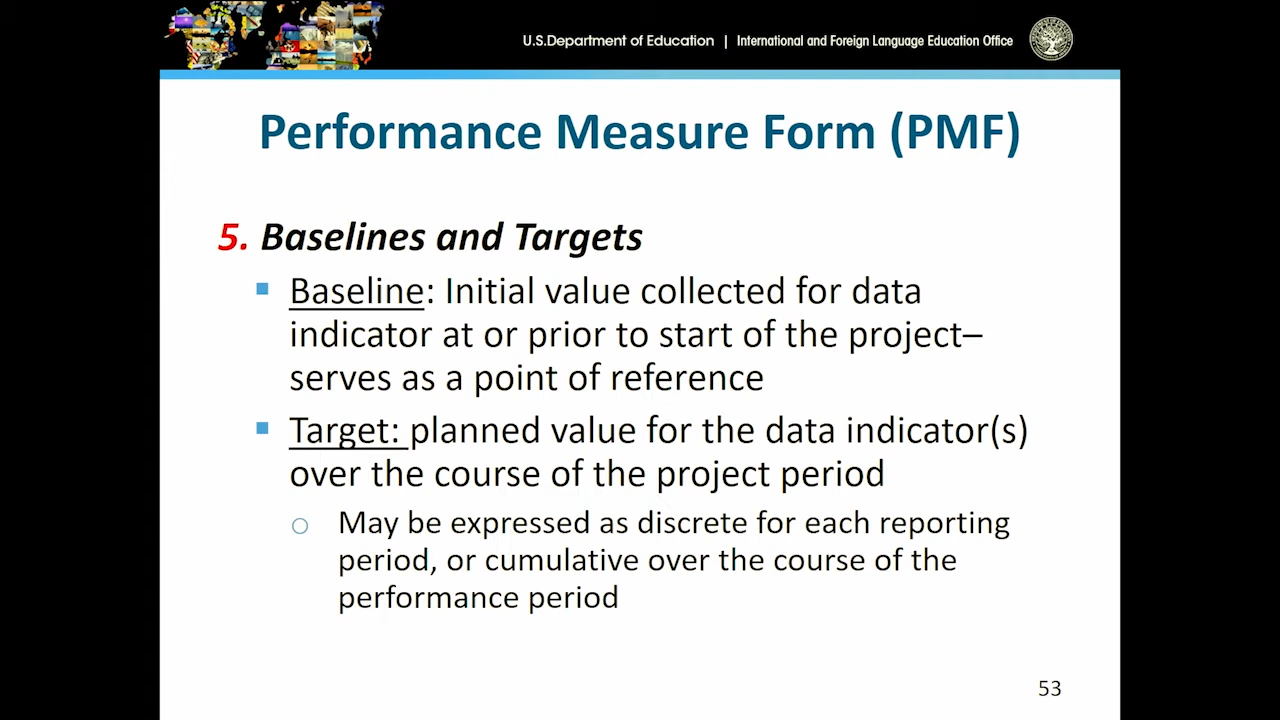 U.S.Department of Education | International and Foreign Language Education Office
Performance Measure Form (PMF)
5. Baselines and Targets
Baseline: Initial value collected for data
indicator at or prior to start of the project–
serves as a point of reference
Target: planned value for the data indicator(s)
over the course of the project period
May be expressed as discrete for each reporting
period, or cumulative over the course of the
performance period
53